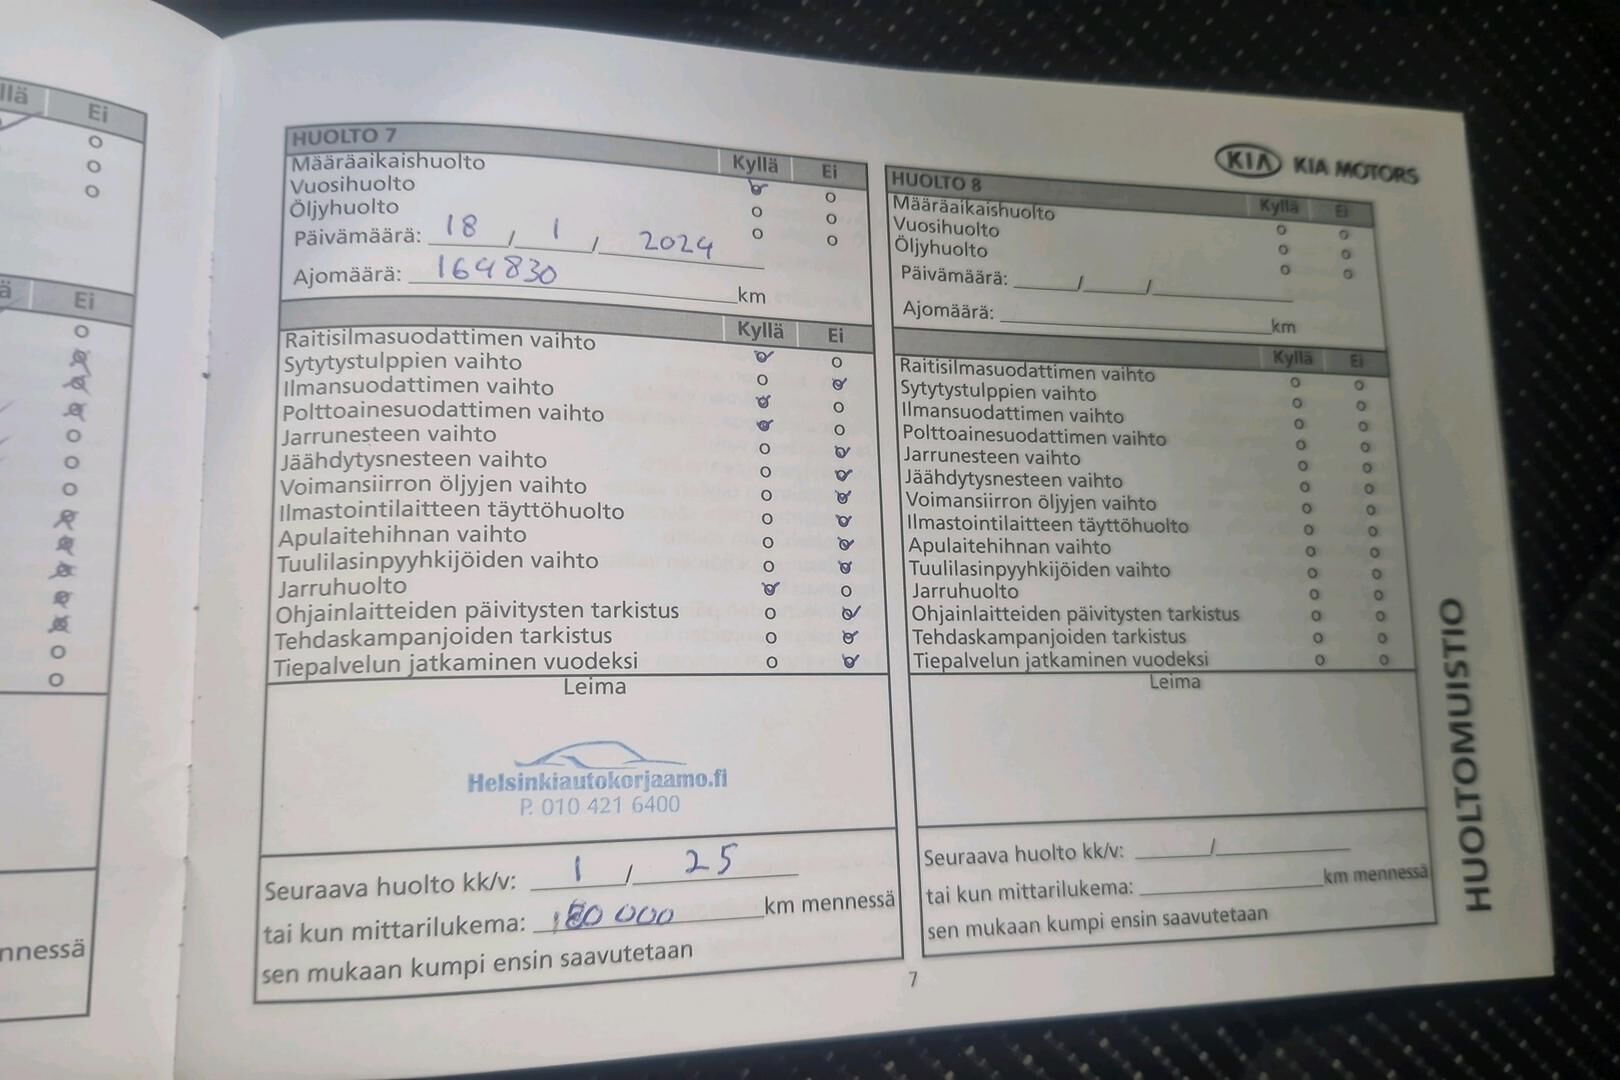 llä Ei
ä Ei
nnessä
HUOLTO 7
Kyllä Ei
Määräaikaishuolto
Vuosihuolto
Öljyhuolto
Päivämäärä: 18 / 1 / 2024
Ajomäärä: 164830 km
Kyllä Ei
Raitisilmasuodattimen vaihto
Sytytystulppien vaihto
Ilmansuodattimen vaihto
Polttoainesuodattimen vaihto
Jarrunesteen vaihto
Jäähdytysnesteen vaihto
Voimansiirron öljyjen vaihto
Ilmastointilaitteen täyttöhuolto
Apulaitehihnan vaihto
Tuulilasinpyyhkijöiden vaihto
Jarruhuolto
Ohjainlaitteiden päivitysten tarkistus
Tehdaskampanjoiden tarkistus
Tiepalvelun jatkaminen vuodeksi
Leima
Helsinkiautokorjaamo.fi
P. 010 421 6400
Seuraava huolto kk/v: 1 / 25
tai kun mittarilukema: 180 000 km mennessä
sen mukaan kumpi ensin saavutetaan
KIA KIA MOTORS
HUOLTO 8
Kyllä Ei
Määräaikaishuolto
Vuosihuolto
Öljyhuolto
Päivämäärä: / /
Ajomäärä: km
Kyllä Ei
Raitisilmasuodattimen vaihto
Sytytystulppien vaihto
Ilmansuodattimen vaihto
Polttoainesuodattimen vaihto
Jarrunesteen vaihto
Jäähdytysnesteen vaihto
Voimansiirron öljyjen vaihto
Ilmastointilaitteen täyttöhuolto
Apulaitehihnan vaihto
Tuulilasinpyyhkijöiden vaihto
Jarruhuolto
Ohjainlaitteiden päivitysten tarkistus
Tehdaskampanjoiden tarkistus
Tiepalvelun jatkaminen vuodeksi
Leima
Seuraava huolto kk/v: /
tai kun mittarilukema: km mennessä
sen mukaan kumpi ensin saavutetaan
HUOLTOMUISTIO
7